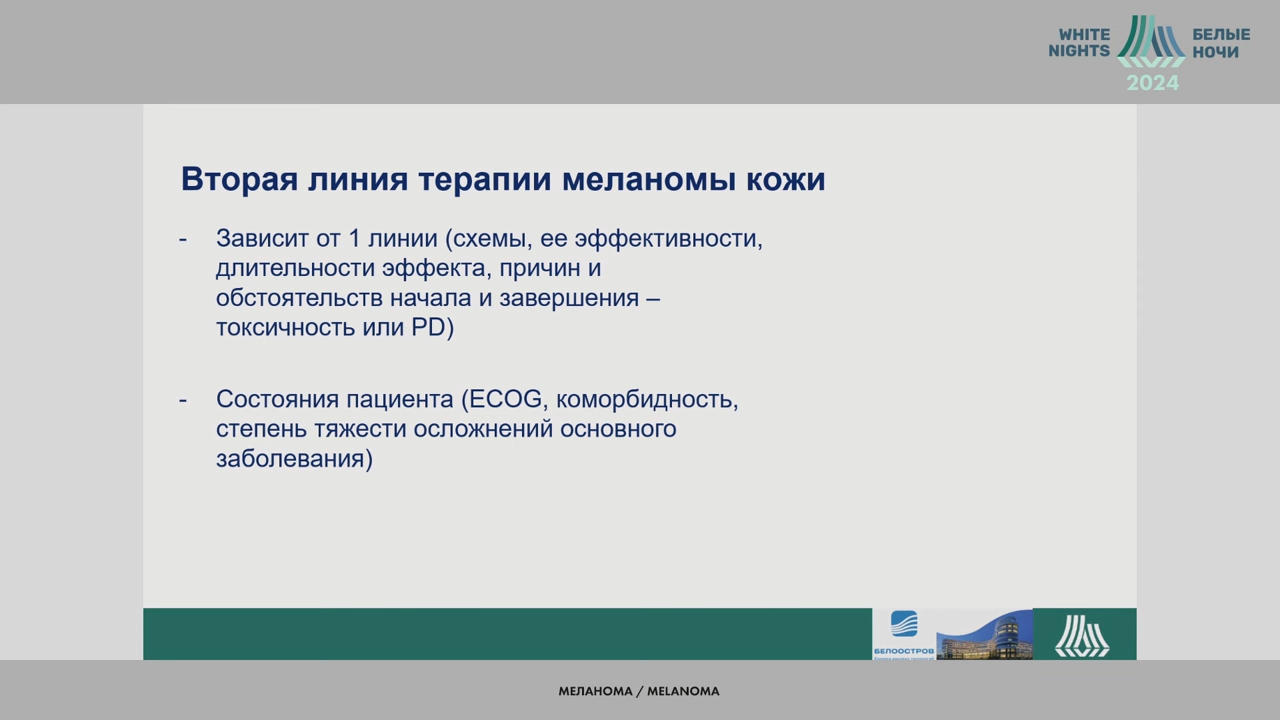 WHITE
NIGHTS
БЕЛЫЕ
НОЧИ
2024
Вторая линия терапии меланомы кожи
- Зависит от 1 линии (схемы, ее эффективности,
длительности эффекта, причин и
обстоятельств начала и завершения –
токсичность или PD)
- Состояния пациента (ECOG, коморбидность,
степень тяжести осложнений основного
заболевания)
БЕЛООСТРОВ
МЕЛАНОМА / MELANOMA